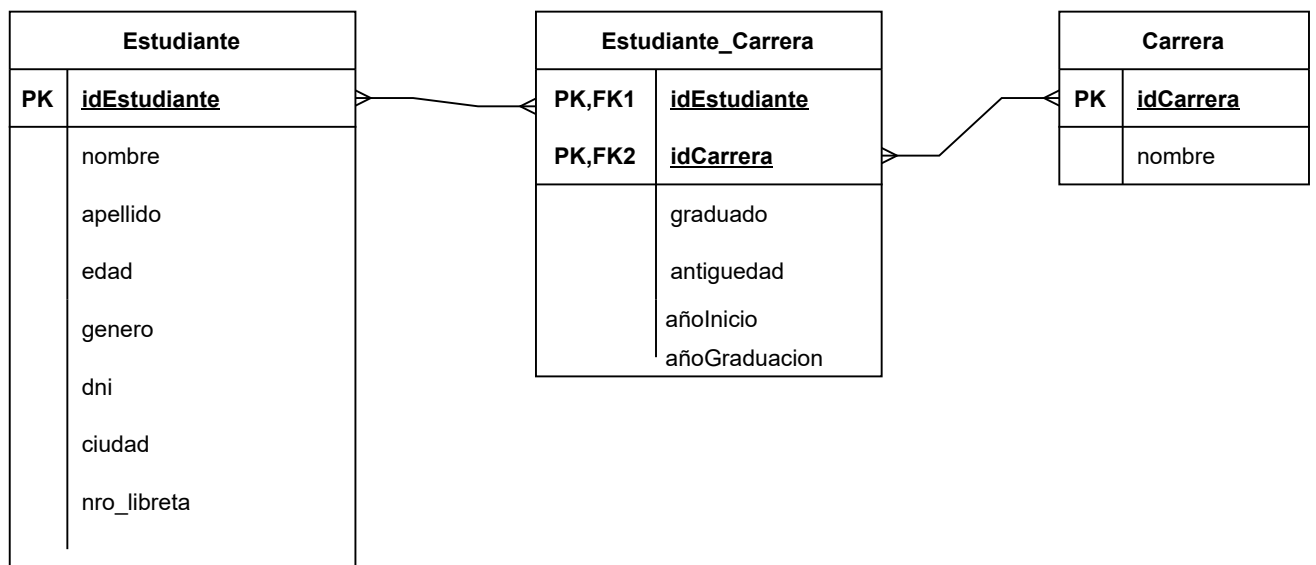 Estudiante
PK idEstudiante
nombre
apellido
edad
genero
dni
ciudad
nro_libreta
Estudiante_Carrera
PK,FK1 idEstudiante
PK,FK2 idCarrera
graduado
antiguedad
añoInicio
añoGraduacion
Carrera
PK idCarrera
nombre